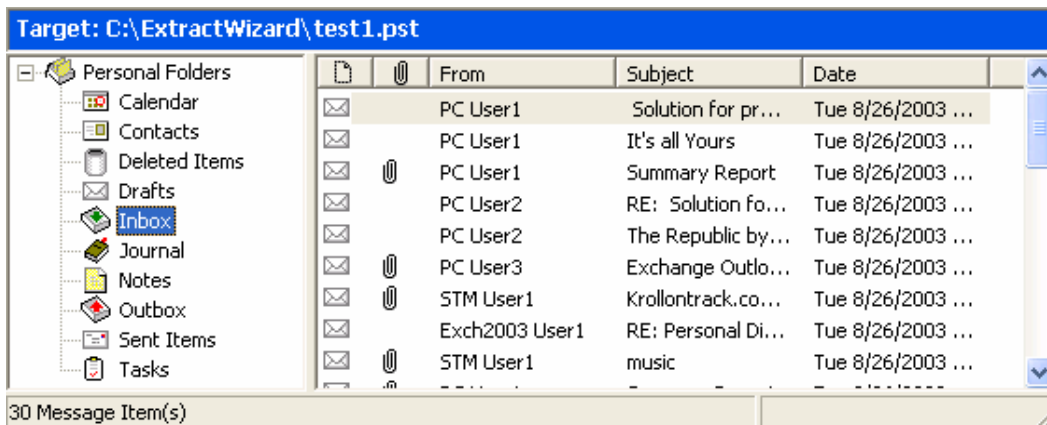 Target: C:\ExtractWizard\test1.pst
Personal Folders
Calendar
Contacts
Deleted Items
Drafts
Inbox
Journal
Notes
Outbox
Sent Items
Tasks
From Subject Date
PC User1 Solution for pr... Tue 8/26/2003 ...
PC User1 It's all Yours Tue 8/26/2003 ...
PC User1 Summary Report Tue 8/26/2003 ...
PC User2 RE: Solution fo... Tue 8/26/2003 ...
PC User2 The Republic by... Tue 8/26/2003 ...
PC User3 Exchange Outlo... Tue 8/26/2003 ...
STM User1 Krollontrack.co... Tue 8/26/2003 ...
Exch2003 User1 RE: Personal Di... Tue 8/26/2003 ...
STM User1 music Tue 8/26/2003 ...
30 Message Item(s)